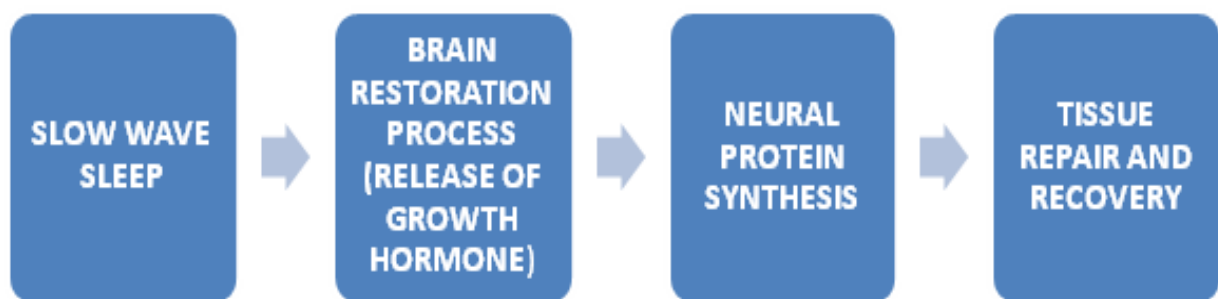 SLOW WAVE
SLEEP
BRAIN
RESTORATION
PROCESS
(RELEASE OF
GROWTH
HORMONE)
NEURAL
PROTEIN
SYNTHESIS
TISSUE
REPAIR AND
RECOVERY